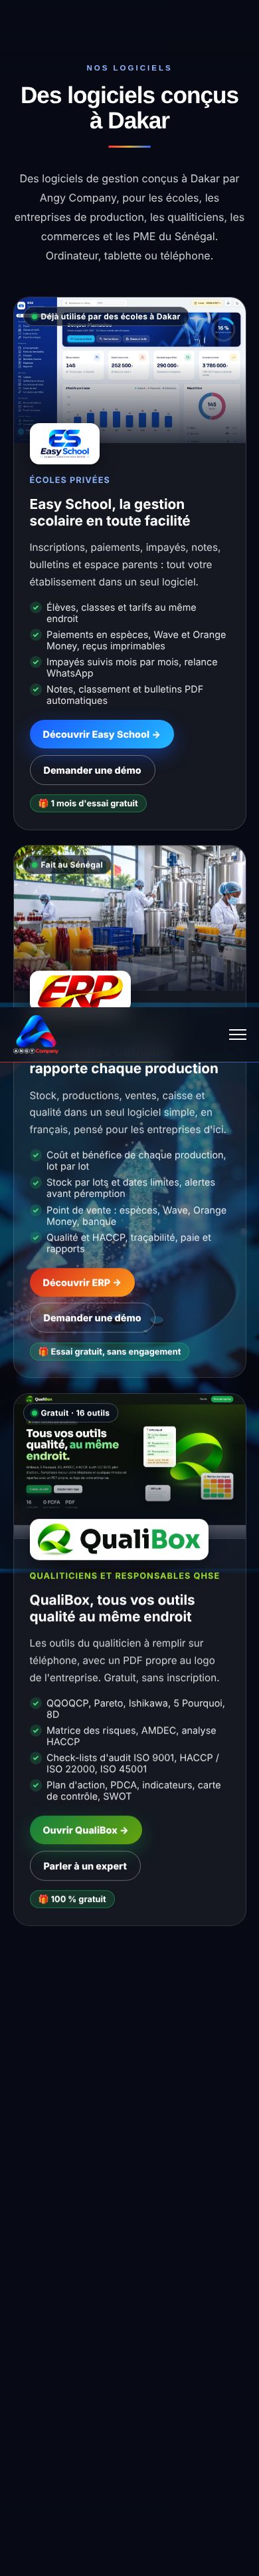 NOS LOGICIELS
Des logiciels conçus
à Dakar
Des logiciels de gestion conçus à Dakar par
Angy Company, pour les écoles, les
entreprises de production, les qualiticiens, les
commerces et les PME du Sénégal.
Ordinateur, tablette ou téléphone.
Déjà utilisé par des écoles à Dakar
ES
Easy School
ÉCOLES PRIVÉES
Easy School, la gestion
scolaire en toute facilité
Inscriptions, paiements, impayés, notes,
bulletins et espace parents : tout votre
établissement dans un seul logiciel.
Élèves, classes et tarifs au même
endroit
Paiements en espèces, Wave et Orange
Money, reçus imprimables
Impayés suivis mois par mois, relance
WhatsApp
Notes, classement et bulletins PDF
automatiques
Découvrir Easy School →
Demander une démo
🎁 1 mois d'essai gratuit
Fait au Sénégal
ERP
ANGY Company
rapporte chaque production
Stock, productions, ventes, caisse et
qualité dans un seul logiciel simple, en
français, pensé pour les entreprises d'ici.
Coût et bénéfice de chaque production,
lot par lot
Stock par lots et dates limites, alertes
avant péremption
Point de vente : espèces, Wave, Orange
Money, banque
Qualité et HACCP, traçabilité, paie et
rapports
Découvrir ERP →
Demander une démo
🎁 Essai gratuit, sans engagement
QualiBox
Gratuit · 16 outils
Tous vos outils
qualité, au même
endroit.
QualiBox
QUALITICIENS ET RESPONSABLES QHSE
QualiBox, tous vos outils
qualité au même endroit
Les outils du qualiticien à remplir sur
téléphone, avec un PDF propre au logo
de l'entreprise. Gratuit, sans inscription.
QQOQCP, Pareto, Ishikawa, 5 Pourquoi,
8D
Matrice des risques, AMDEC, analyse
HACCP
Check-lists d'audit ISO 9001, HACCP /
ISO 22000, ISO 45001
Plan d'action, PDCA, indicateurs, carte
de contrôle, SWOT
Ouvrir QualiBox →
Parler à un expert
🎁 100 % gratuit